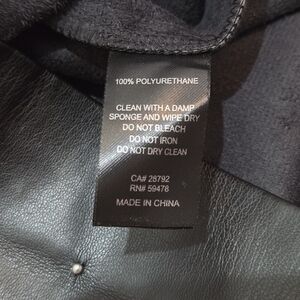 100% POLYURETHANE
CLEAN WITH A DAMP
SPONGE AND WIPE DRY
DO NOT BLEACH
DO NOT IRON
DO NOT DRY CLEAN
CA# 28792
RN# 59478
MADE IN CHINA